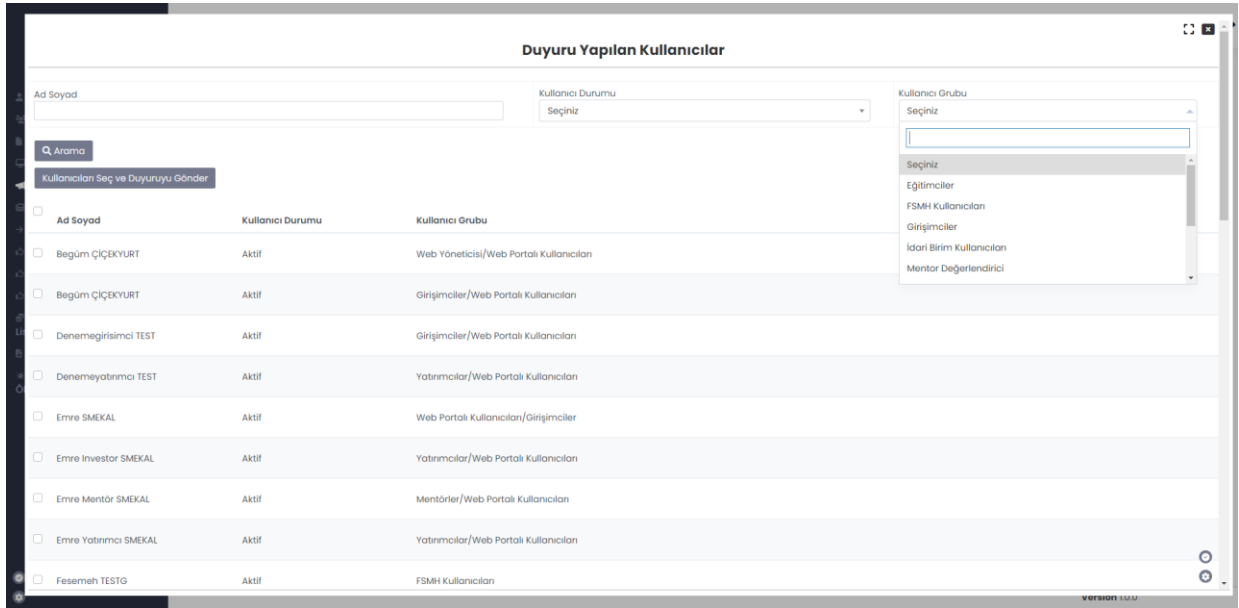 Duyuru Yapılan Kullanıcılar
Ad Soyad
Kullanıcı Durumu
Kullanıcı Grubu
Seçiniz
Seçiniz
Arama
Kullanıcıları Seç ve Duyuruyu Gönder
Seçiniz
Eğitimciler
FSMH Kullanıcıları
Girişimciler
İdari Birim Kullanıcıları
Mentor Değerlendirici
Ad Soyad Kullanıcı Durumu Kullanıcı Grubu
Begüm ÇİÇEKYURT Aktif Web Yöneticisi/Web Portalı Kullanıcıları
Begüm ÇİÇEKYURT Aktif Girişimciler/Web Portalı Kullanıcıları
Denemegirisimci TEST Aktif Girişimciler/Web Portalı Kullanıcıları
Denemeyatırımcı TEST Aktif Yatırımcılar/Web Portalı Kullanıcıları
Emre SMEKAL Aktif Web Portalı Kullanıcıları/Girişimciler
Emre Investor SMEKAL Aktif Yatırımcılar/Web Portalı Kullanıcıları
Emre Mentör SMEKAL Aktif Mentörler/Web Portalı Kullanıcıları
Emre Yatırımcı SMEKAL Aktif Yatırımcılar/Web Portalı Kullanıcıları
Fesemeh TESTG Aktif FSMH Kullanıcıları
Version 1.0.0